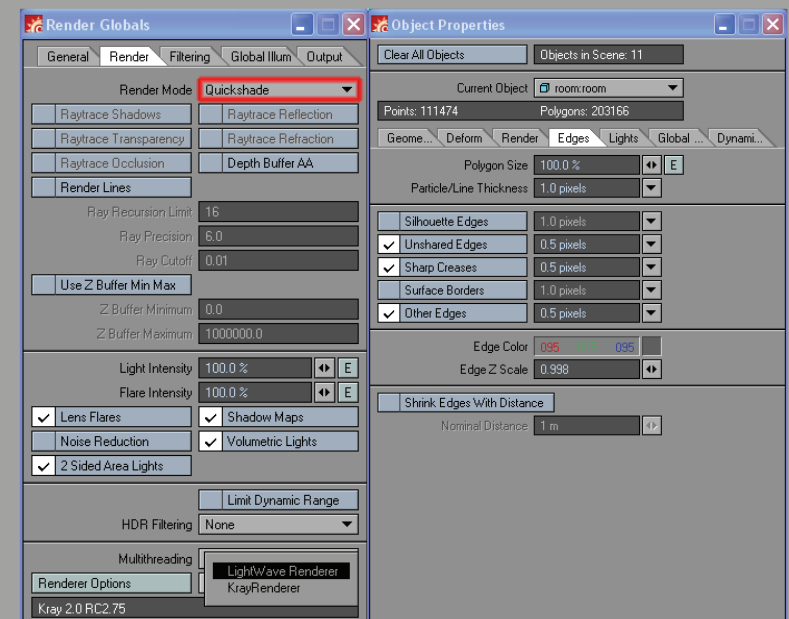 Render Globals
General Render Filtering Global Illum Output
Render Mode Quickshade
Raytrace Shadows Raytrace Reflection
Raytrace Transparency Raytrace Refraction
Raytrace Occlusion Depth Buffer AA
Render Lines
Ray Recursion Limit 16
Ray Precision 6.0
Ray Cutoff 0.01
Use Z Buffer Min Max
Z Buffer Minimum 0.0
Z Buffer Maximum 1000000.0
Light Intensity 100.0 % E
Flare Intensity 100.0 % E
Lens Flares Shadow Maps
Noise Reduction Volumetric Lights
2 Sided Area Lights
Limit Dynamic Range
HDR Filtering None
Multithreading
LightWave Renderer
Renderer Options KrayRenderer
Kray 2.0 RC2.75
Object Properties
Clear All Objects Objects in Scene: 11
Current Object room:room
Points: 111474 Polygons: 203166
Geome... Deform Render Edges Lights Global ... Dynami...
Polygon Size 100.0 % E
Particle/Line Thickness 1.0 pixels
Silhouette Edges 1.0 pixels
Unshared Edges 0.5 pixels
Sharp Creases 0.5 pixels
Surface Borders 1.0 pixels
Other Edges 0.5 pixels
Edge Color 095 095
Edge Z Scale 0.998
Shrink Edges With Distance
Nominal Distance 1 m